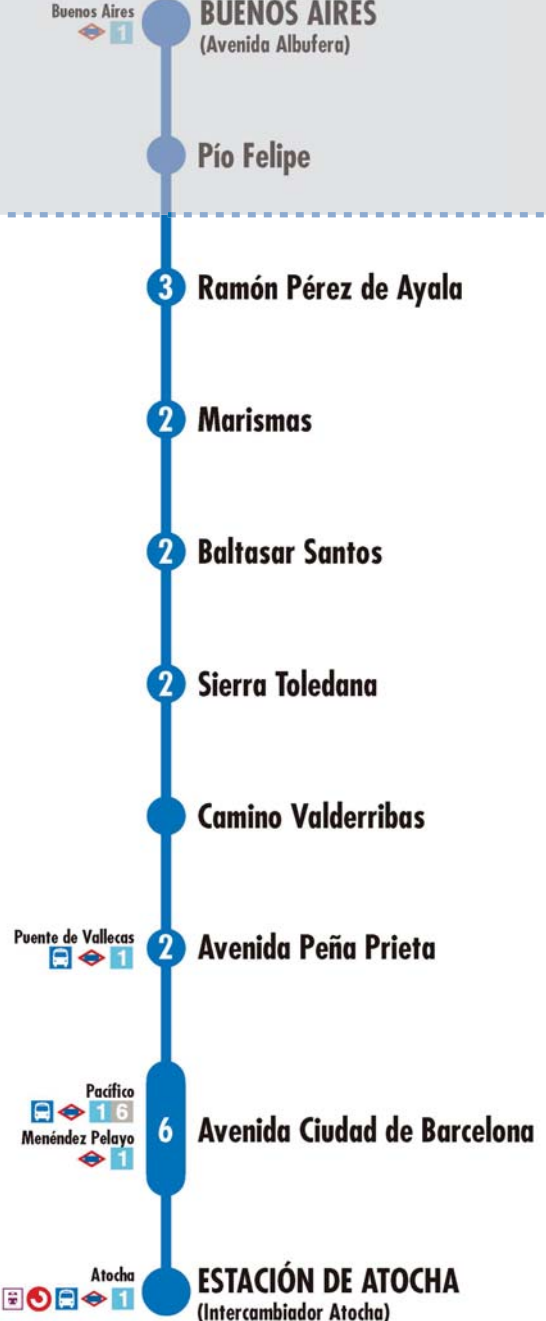 Buenos Aires
1
BUENOS AIRES
(Avenida Albufera)
Pío Felipe
3 Ramón Pérez de Ayala
2 Marismas
2 Baltasar Santos
2 Sierra Toledana
Camino Valderribas
Puente de Vallecas
1
2 Avenida Peña Prieta
Pacífico
1 6
Menéndez Pelayo
1
6 Avenida Ciudad de Barcelona
Atocha
1
ESTACIÓN DE ATOCHA
(Intercambiador Atocha)